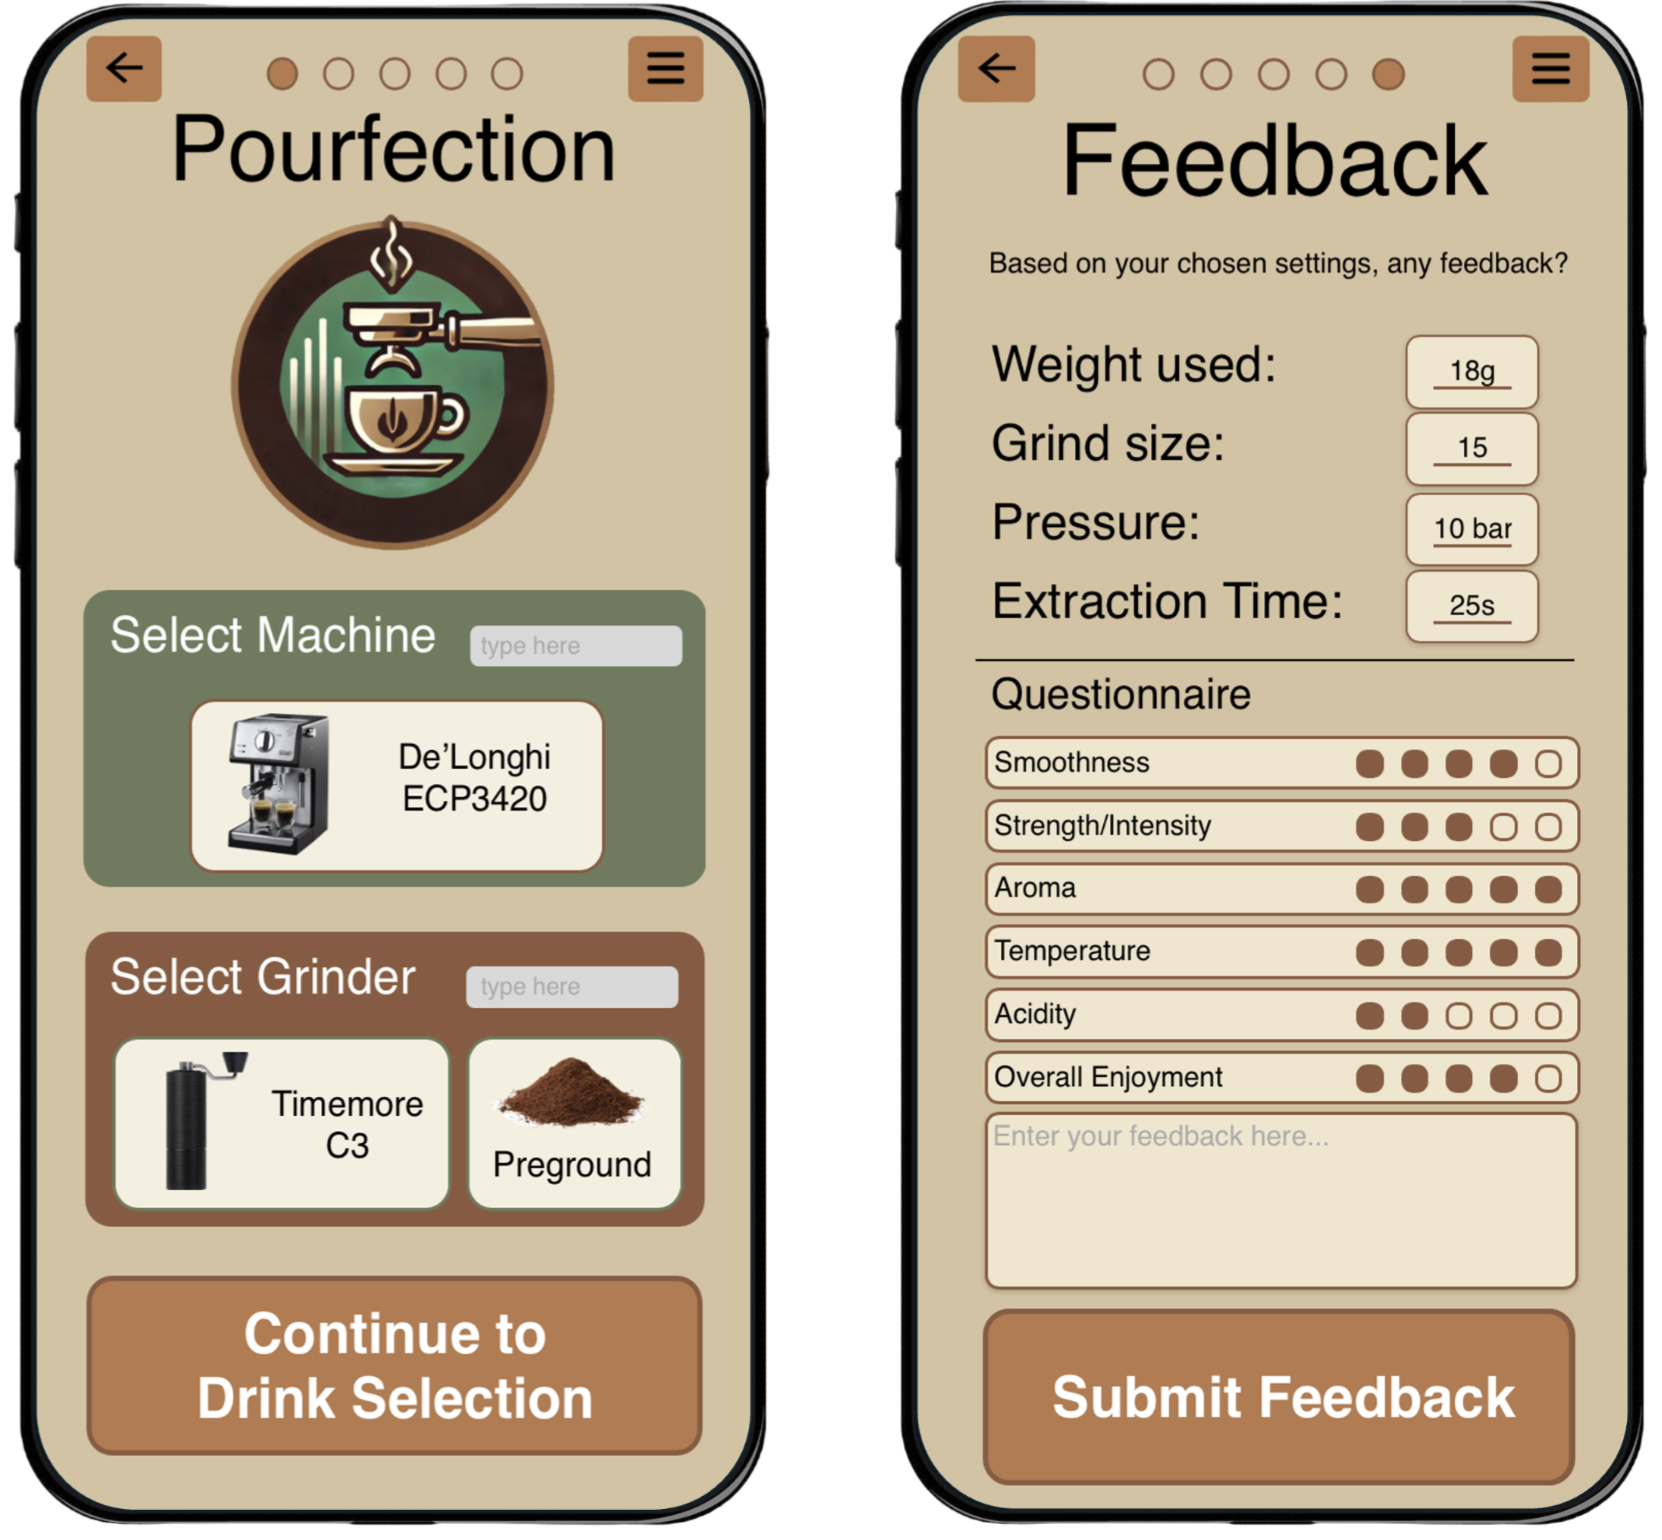 Pourfection
Select Machine
type here
De’Longhi
ECP3420
Select Grinder
type here
Timemore
C3
Preground
Continue to
Drink Selection
Feedback
Based on your chosen settings, any feedback?
Weight used: 18g
Grind size: 15
Pressure: 10 bar
Extraction Time: 25s
Questionnaire
Smoothness
Strength/Intensity
Aroma
Temperature
Acidity
Overall Enjoyment
Enter your feedback here...
Submit Feedback